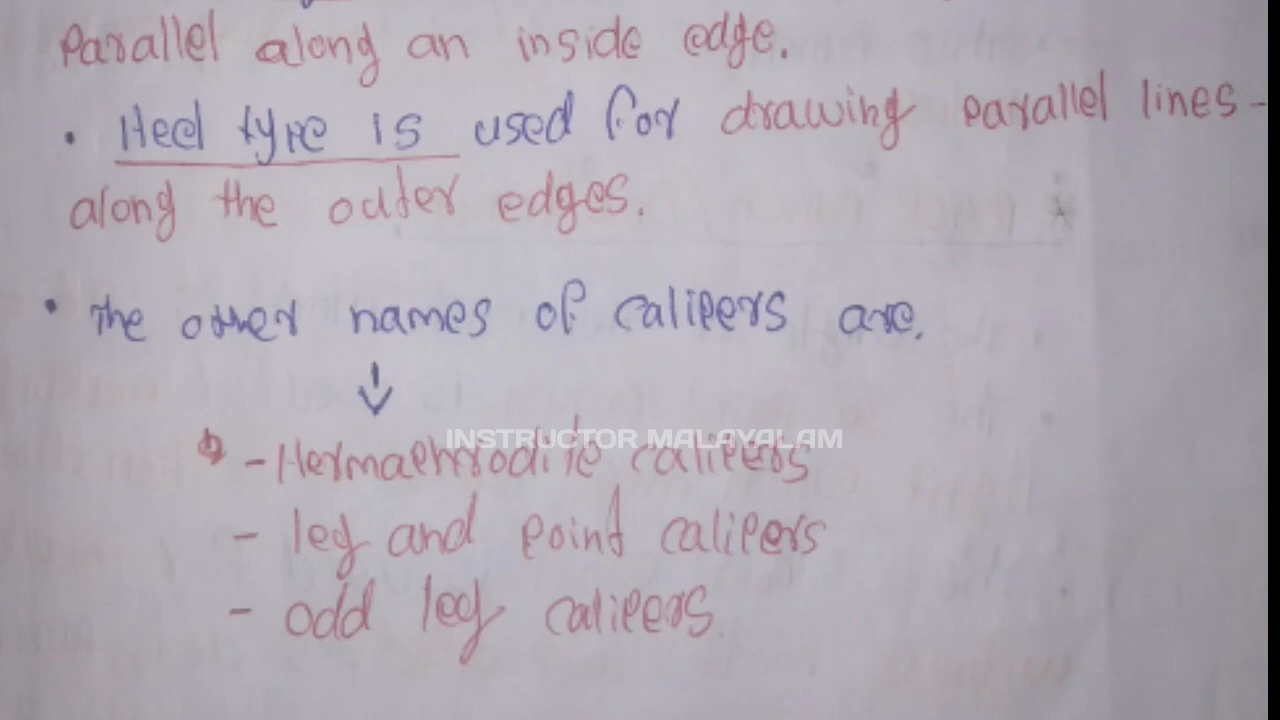 Parallel along an inside edge.
• Heel type is used for drawing parallel lines-
along the outer edges.
• The other names of calipers are.
↓
- Hermaphrodite calipers
INSTRUCTOR MALAYALAM
- leg and point calipers
- odd leg calipers.